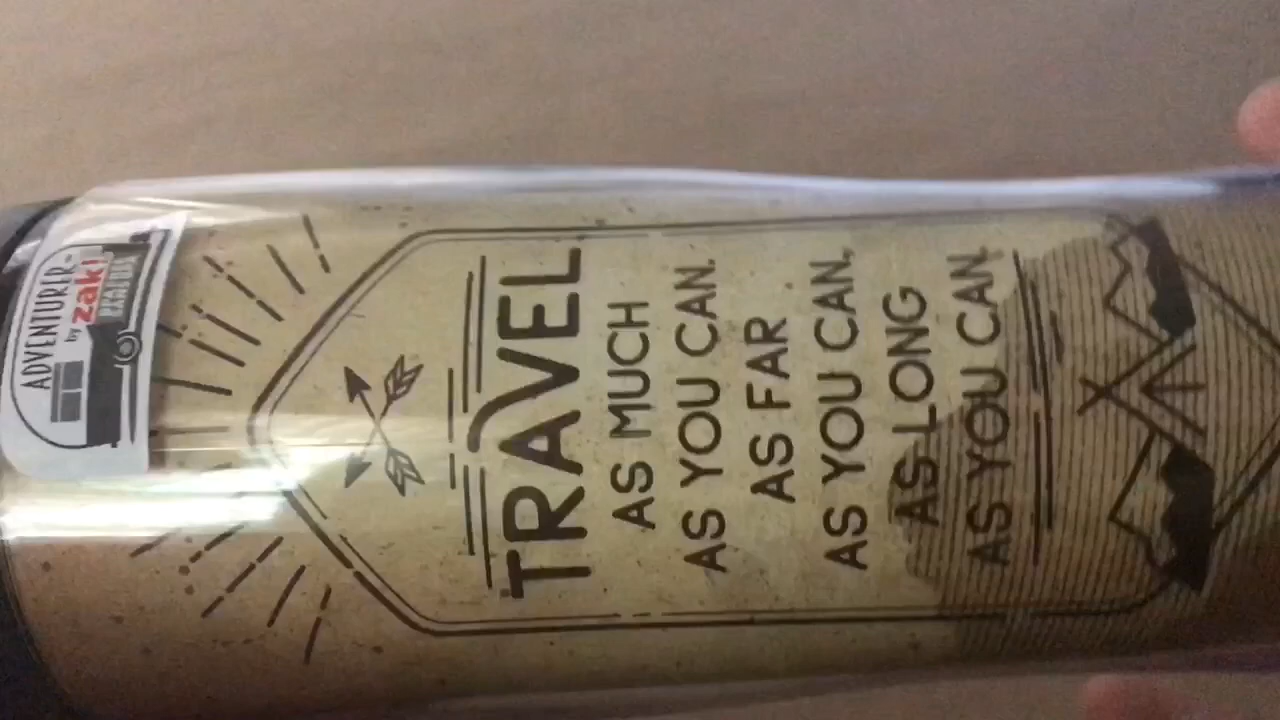 ADVENTURER
by zak!
TRAVEL
AS MUCH
AS YOU CAN.
AS FAR
AS YOU CAN,
AS LONG
AS YOU CAN.